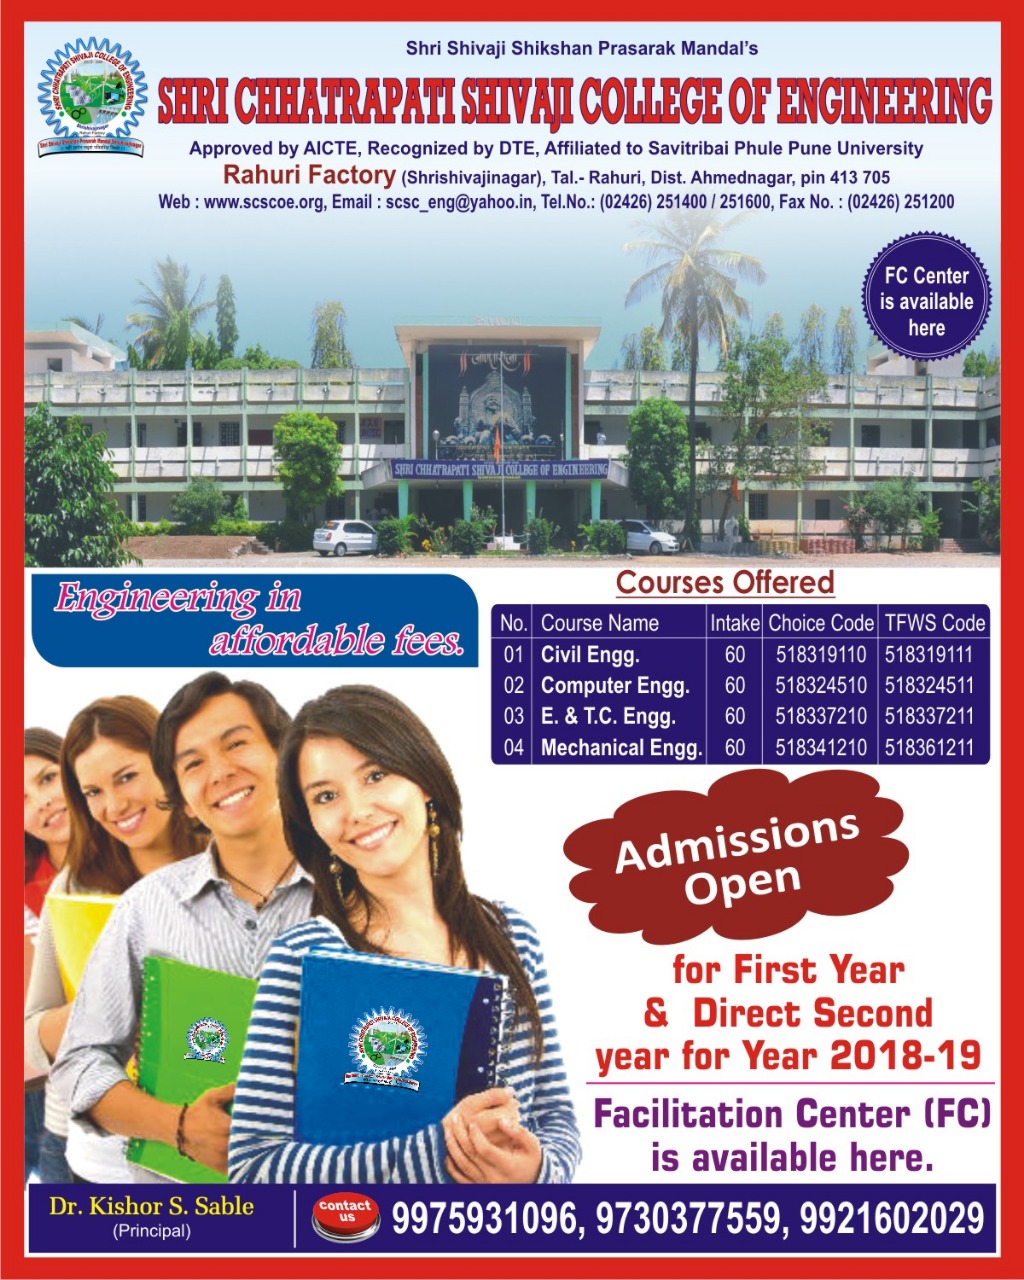 Shri Shivaji Shikshan Prasarak Mandal's
SHRI CHHATRAPATI SHIVAJI COLLEGE OF ENGINEERING
Approved by AICTE, Recognized by DTE, Affiliated to Savitribai Phule Pune University
Rahuri Factory (Shrishivajinagar), Tal.- Rahuri, Dist. Ahmednagar, pin 413 705
Web : www.scscoe.org, Email : scsc_eng@yahoo.in, Tel.No.: (02426) 251400 / 251600, Fax No. : (02426) 251200
FC Center
is available
here
SHRI CHHATRAPATI SHIVAJI COLLEGE OF ENGINEERING
Engineering in
affordable fees.
Courses Offered
No. Course Name Intake Choice Code TFWS Code
01 Civil Engg. 60 518319110 518319111
02 Computer Engg. 60 518324510 518324511
03 E. & T.C. Engg. 60 518337210 518337211
04 Mechanical Engg. 60 518341210 518361211
Admissions
Open
for First Year
& Direct Second
year for Year 2018-19
Facilitation Center (FC)
is available here.
Dr. Kishor S. Sable
(Principal)
contact
us
9975931096, 9730377559, 9921602029